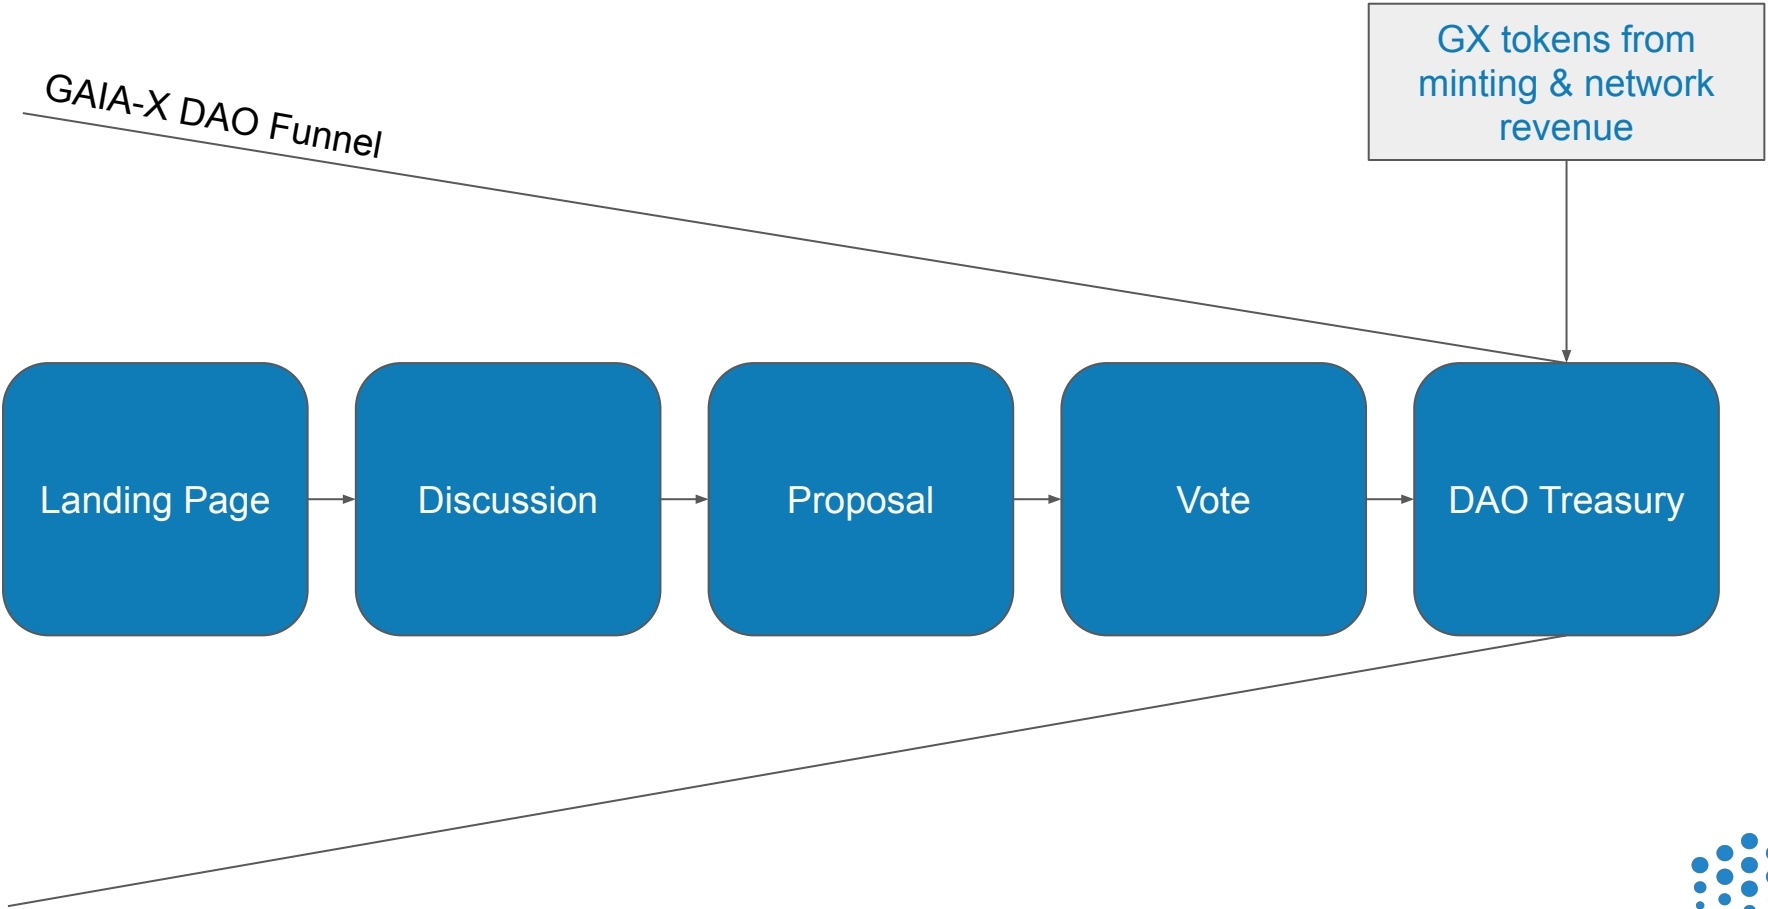 GX tokens from
minting & network
revenue
GAIA-X DAO Funnel
Landing Page
Discussion
Proposal
Vote
DAO Treasury